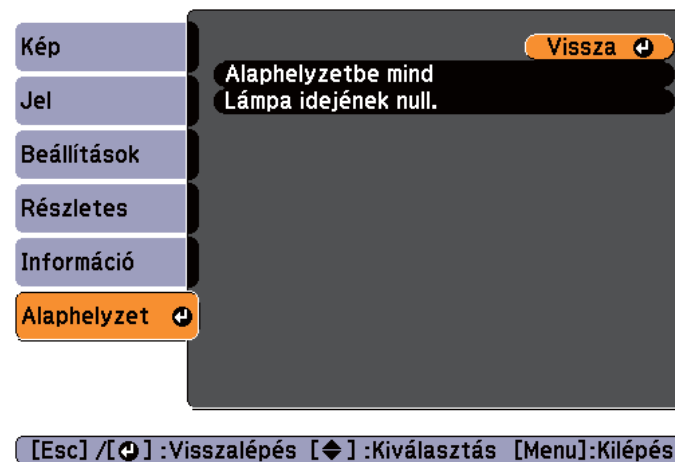 Kép
Jel
Beállítások
Részletes
Információ
Alaphelyzet
Vissza
Alaphelyzetbe mind
Lámpa idejének null.
[Esc] /[ ] :Visszalépés [ ] :Kiválasztás [Menu]:Kilépés